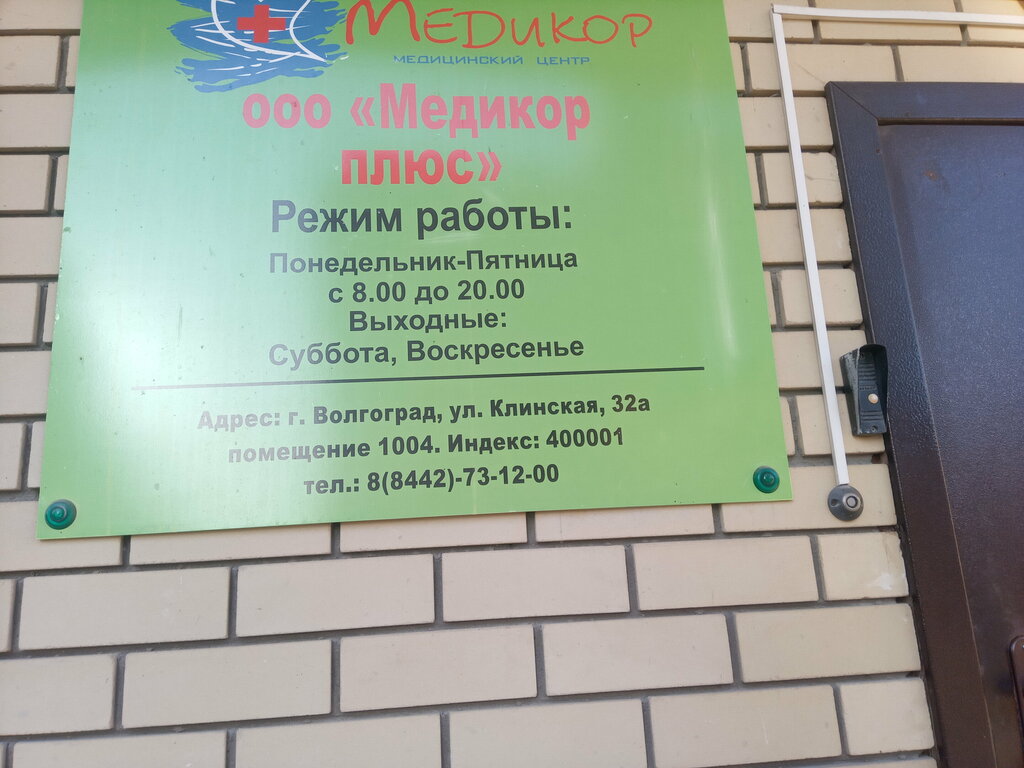 Медикор
МЕДИЦИНСКИЙ ЦЕНТР
ООО «Медикор
плюс»
Режим работы:
Понедельник-Пятница
с 8.00 до 20.00
Выходные:
Суббота, Воскресенье
Адрес: г. Волгоград, ул. Клинская, 32а
помещение 1004. Индекс: 400001
тел.: 8(8442)-73-12-00